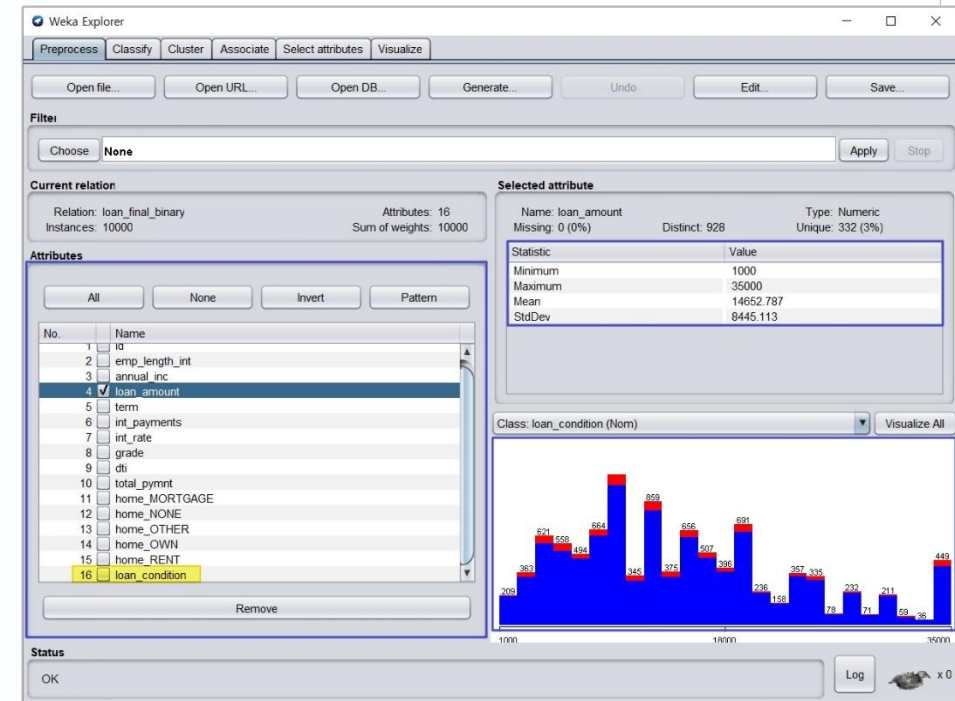 Weka Explorer
Preprocess Classify Cluster Associate Select attributes Visualize
Open file... Open URL... Open DB... Generate... Undo Edit... Save...
Filter
Choose None Apply Stop
Current relation
Relation: loan_final_binary Attributes: 16
Instances: 10000 Sum of weights: 10000
Attributes
All None Invert Pattern
No. Name
1 id
2 emp_length_int
3 annual_inc
4 loan_amount
5 term
6 int_payments
7 int_rate
8 grade
9 dti
10 total_pymnt
11 home_MORTGAGE
12 home_NONE
13 home_OTHER
14 home_OWN
15 home_RENT
16 loan_condition
Remove
Selected attribute
Name: loan_amount Type: Numeric
Missing: 0 (0%) Distinct: 928 Unique: 332 (3%)
Statistic Value
Minimum 1000
Maximum 35000
Mean 14652.787
StdDev 8445.113
Class: loan_condition (Nom) Visualize All
209 363 621 558 494 664 345 859 375 656 507 396 691 236 158 357 335 78 232 71 211 59 36 449
1000 18000 35000
Status
OK Log x 0